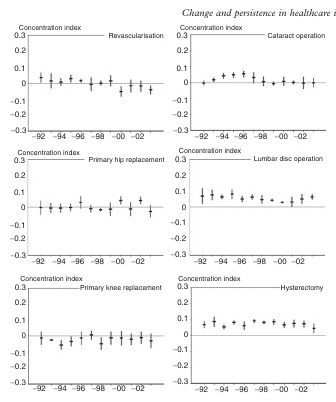 Change and persistence in healthcare i
Concentration index
Revascularisation
0.3
0.2
0.1
0
–0.1
–0.2
–0.3
–92 –94 –96 –98 –00 –02
Concentration index
Cataract operation
0.3
0.2
0.1
0
–0.1
–0.2
–0.3
–92 –94 –96 –98 –00 –02
Concentration index
Primary hip replacement
0.3
0.2
0.1
0
–0.1
–0.2
–0.3
–92 –94 –96 –98 –00 –02
Concentration index
Lumbar disc operation
0.3
0.2
0.1
0
–0.1
–0.2
–0.3
–92 –94 –96 –98 –00 –02
Concentration index
Primary knee replacement
0.3
0.2
0.1
0
–0.1
–0.2
–0.3
–92 –94 –96 –98 –00 –02
Concentration index
Hysterectomy
0.3
0.2
0.1
0
–0.1
–0.2
–0.3
–92 –94 –96 –98 –00 –02